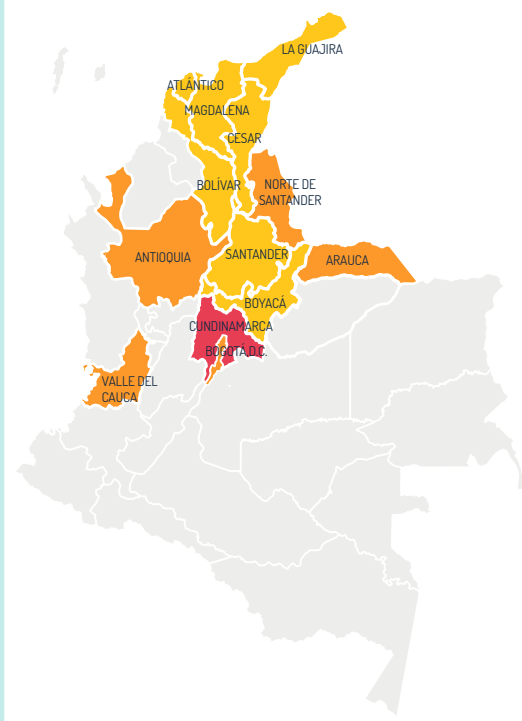 LA GUAJIRA
ATLÁNTICO
MAGDALENA
CESAR
BOLÍVAR
NORTE DE
SANTANDER
SANTANDER
ANTIOQUIA
ARAUCA
BOYACÁ
CUNDINAMARCA
BOGOTÁ,D.C.
VALLE DEL
CAUCA